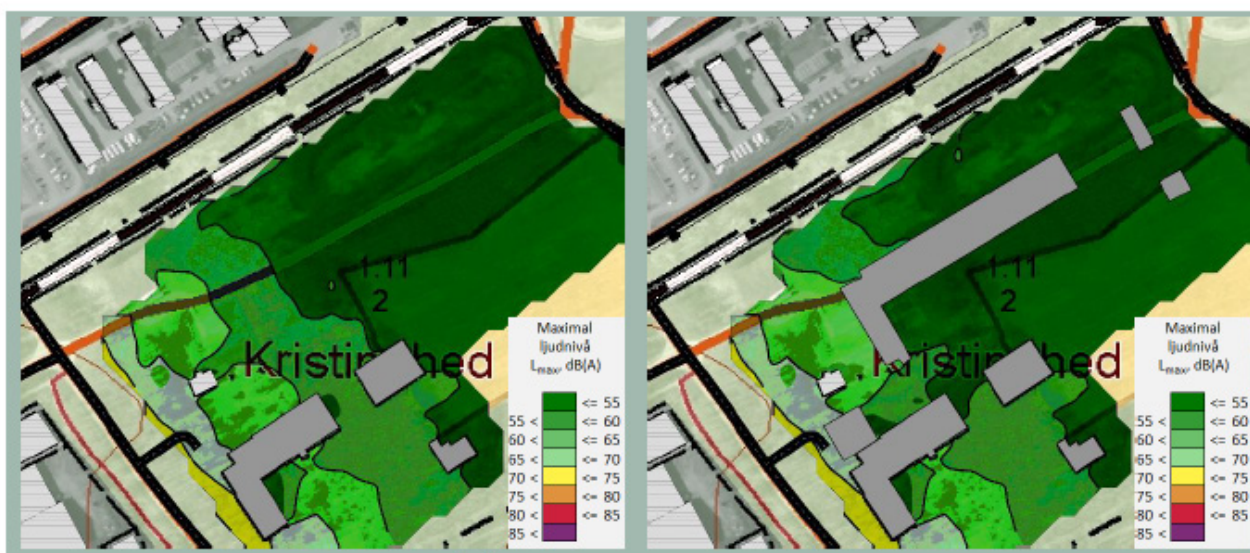 1:11
2
Kristinehed
Maximal
ljudnivå
Lmax, dB(A)
<= 55
55 < <= 60
60 < <= 65
65 < <= 70
70 < <= 75
75 < <= 80
80 < <= 85
85 <
1:11
2
Kristin hed
Maximal
ljudnivå
Lmax, dB(A)
<= 55
55 < <= 60
60 < <= 65
65 < <= 70
70 < <= 75
75 < <= 80
80 < <= 85
85 <